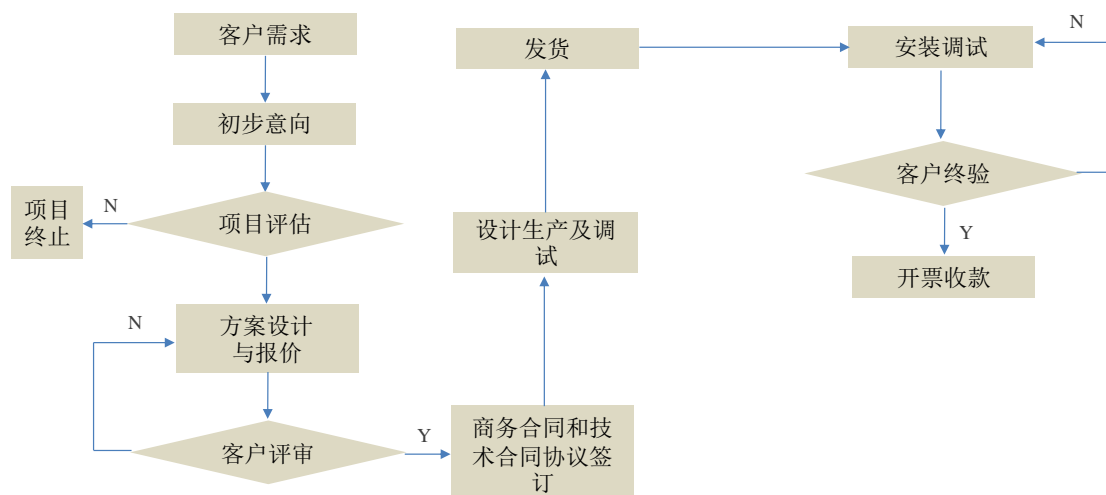 客户需求
初步意向
项目评估
N
项目
终止
方案设计
与报价
N
客户评审
Y
商务合同和技
术合同协议签
订
设计生产及调
试
发货
安装调试
N
客户终验
Y
开票收款